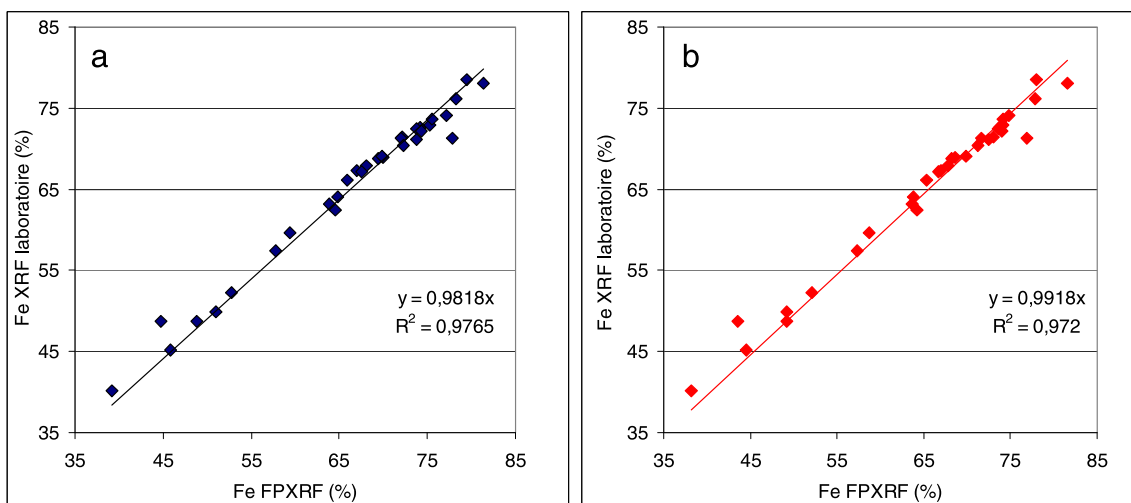 a
85
75
65
55
45
35
Fe XRF laboratoire (%)
y = 0,9818x
R² = 0,9765
35 45 55 65 75 85
Fe FPXRF (%)
b
85
75
65
55
45
35
Fe XRF laboratoire (%)
y = 0,9918x
R² = 0,972
35 45 55 65 75 85
Fe FPXRF (%)